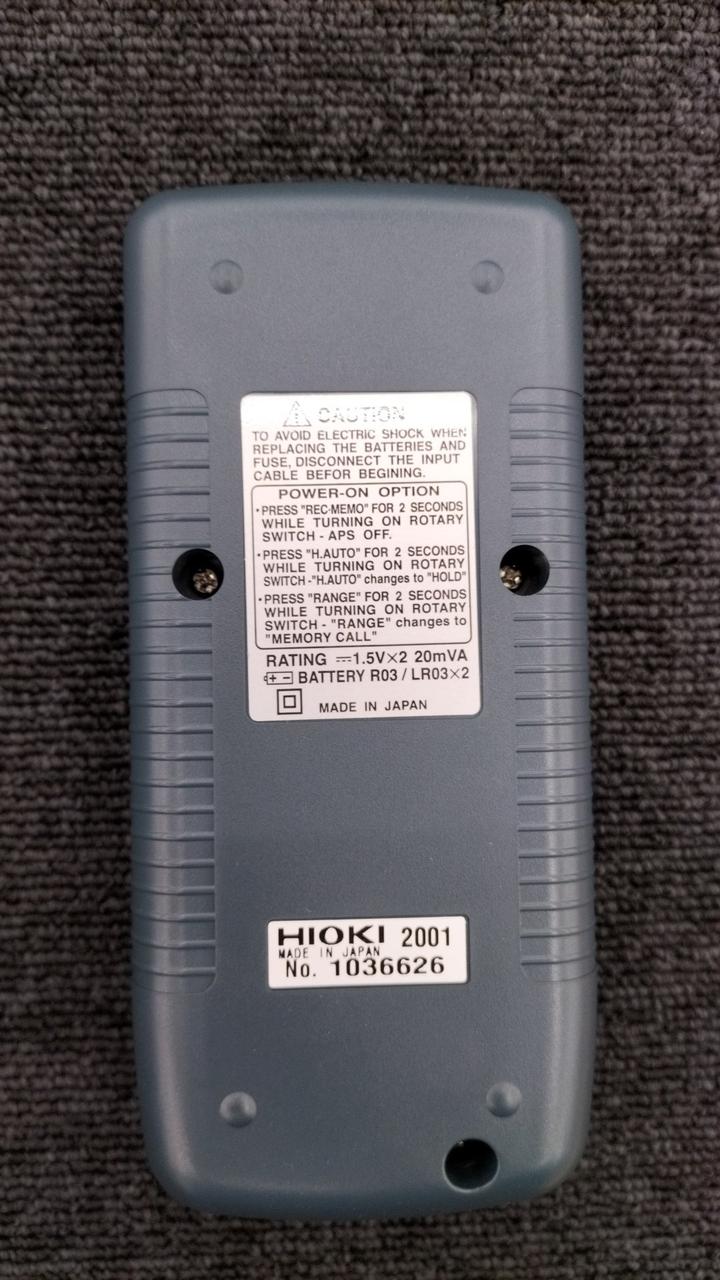 CAUTION
TO AVOID ELECTRIC SHOCK WHEN
REPLACING THE BATTERIES AND
FUSE, DISCONNECT THE INPUT
CABLE BEFOR BEGINING.
POWER-ON OPTION
・PRESS "REC·MEMO" FOR 2 SECONDS
WHILE TURNING ON ROTARY
SWITCH - APS OFF.
・PRESS "H.AUTO" FOR 2 SECONDS
WHILE TURNING ON ROTARY
SWITCH -"H.AUTO" changes to "HOLD"
・PRESS "RANGE" FOR 2 SECONDS
WHILE TURNING ON ROTARY
SWITCH - "RANGE" changes to
"MEMORY CALL"
RATING ⎓1.5V×2 20mVA
+ − BATTERY R03 / LR03×2
MADE IN JAPAN
HIOKI 2001
MADE IN JAPAN
No. 1036626